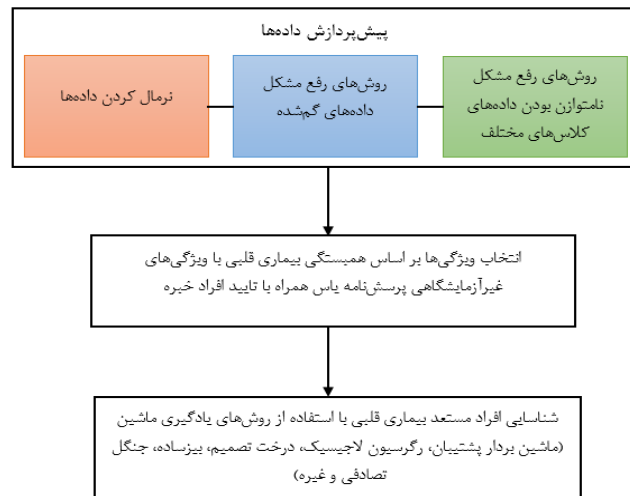 پیش‌پردازش داده‌ها
روش‌های رفع مشکل
نامتوازن بودن داده‌های
کلاس‌های مختلف
روش‌های رفع مشکل
داده‌های گم‌شده
نرمال کردن داده‌ها
انتخاب ویژگی‌ها بر اساس همبستگی بیماری قلبی با ویژگی‌های
غیرآزمایشگاهی پرسش‌نامه یاس همراه با تایید افراد خبره
شناسایی افراد مستعد بیماری قلبی با استفاده از روش‌های یادگیری ماشین
(ماشین بردار پشتیبان، رگرسیون لاجیسیک، درخت تصمیم، بیزساده، جنگل
تصادفی و غیره)